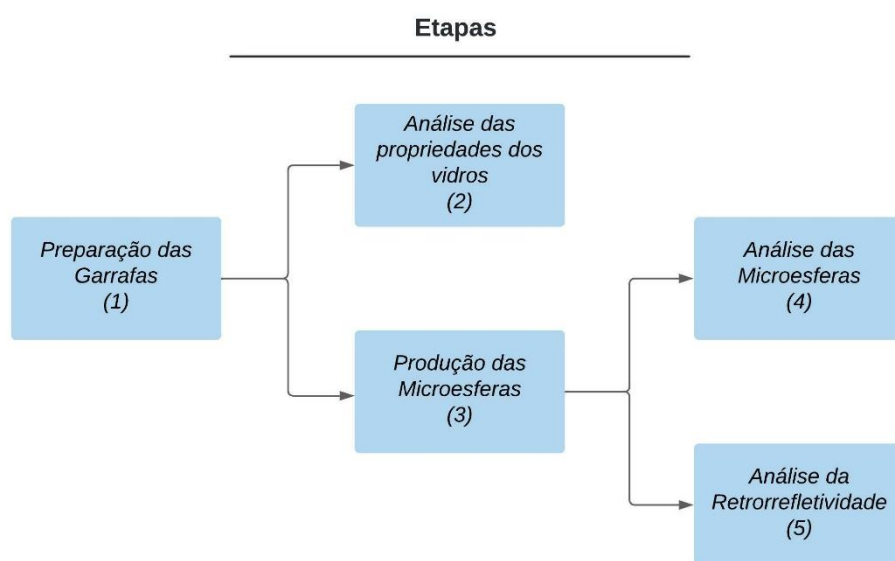 Etapas
Preparação das
Garrafas
(1)
Análise das
propriedades dos
vidros
(2)
Produção das
Microesferas
(3)
Análise das
Microesferas
(4)
Análise da
Retrorrefletividade
(5)